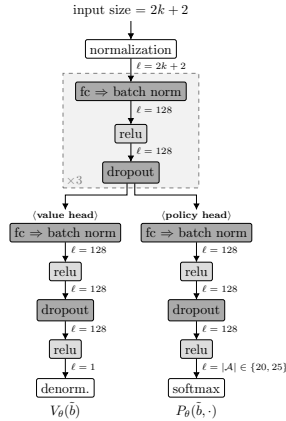 input size = 2k + 2
normalization
ℓ = 2k + 2
fc ⇒ batch norm
ℓ = 128
relu
ℓ = 128
dropout
×3
⟨value head⟩
fc ⇒ batch norm
ℓ = 128
relu
ℓ = 128
dropout
ℓ = 128
relu
ℓ = 1
denorm.
V_θ(b̃)
⟨policy head⟩
fc ⇒ batch norm
ℓ = 128
relu
ℓ = 128
dropout
ℓ = 128
relu
ℓ = |𝒜| ∈ {20, 25}
softmax
P_θ(b̃, ·)